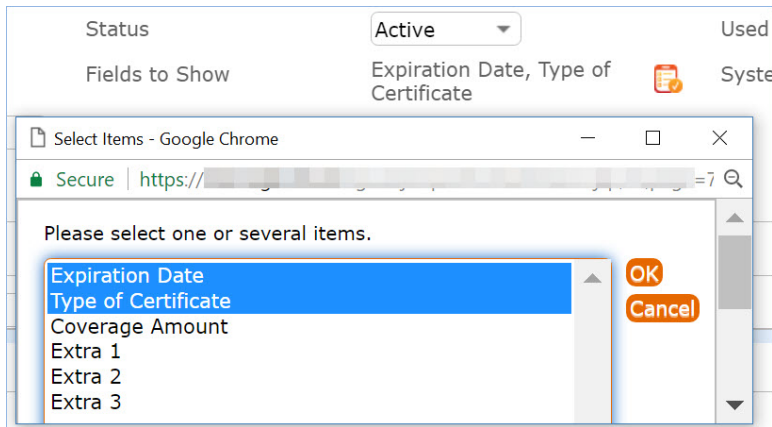 Status Active Used
Fields to Show Expiration Date, Type of Certificate
Select Items - Google Chrome
Secure https:// =7
Please select one or several items.
Expiration Date
Type of Certificate
Coverage Amount
Extra 1
Extra 2
Extra 3
OK
Cancel